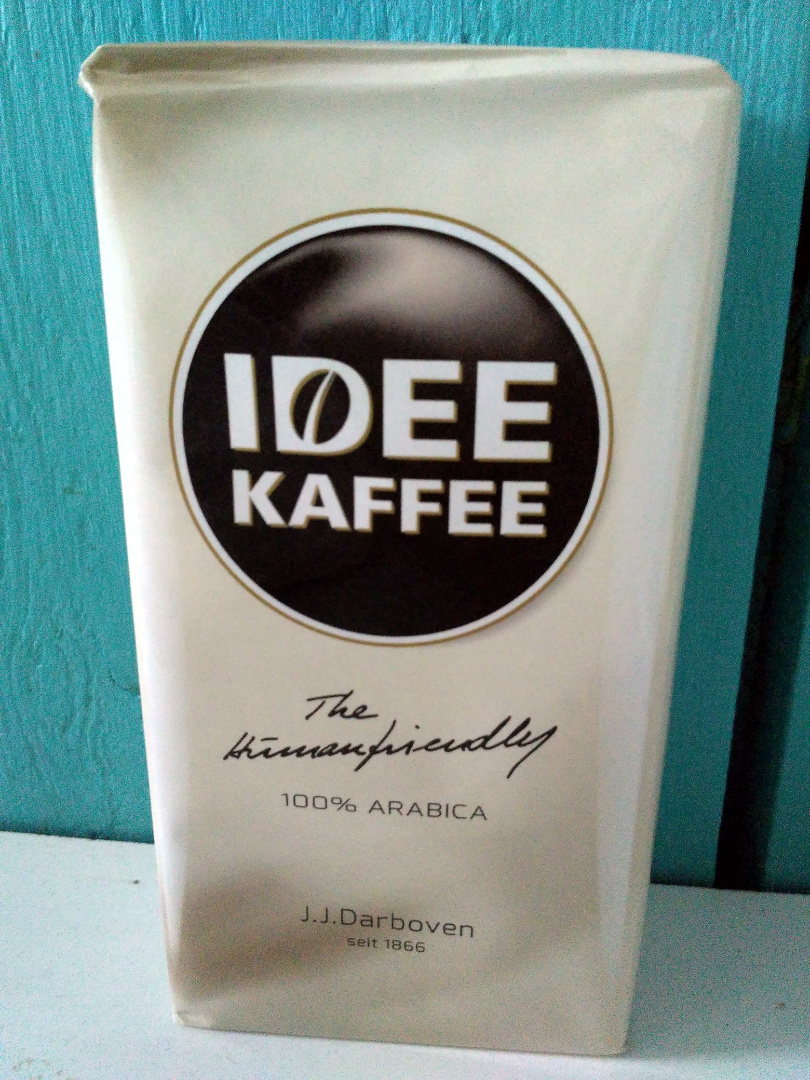 IDEE
KAFFEE
The
Humanfriendly
100% ARABICA
J.J.Darboven
seit 1866